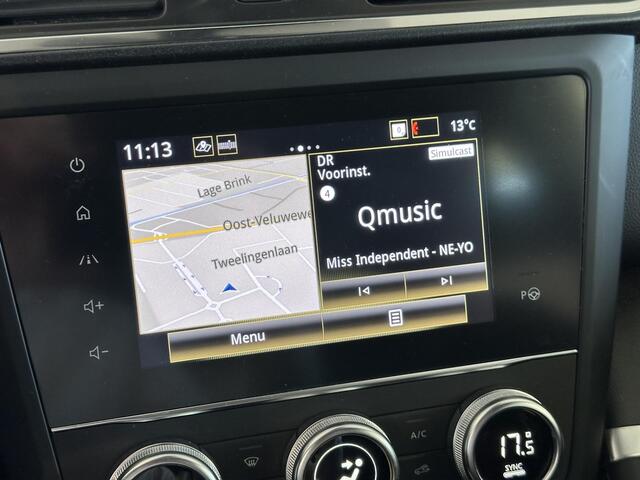 11:13
0
13°C
DR
Simulcast
Voorinst.
4
Qmusic
Miss Independent - NE-YO
Lage Brink
Oost-Veluwewe
Tweelingenlaan
Menu
P
A/C
17.5
SYNC